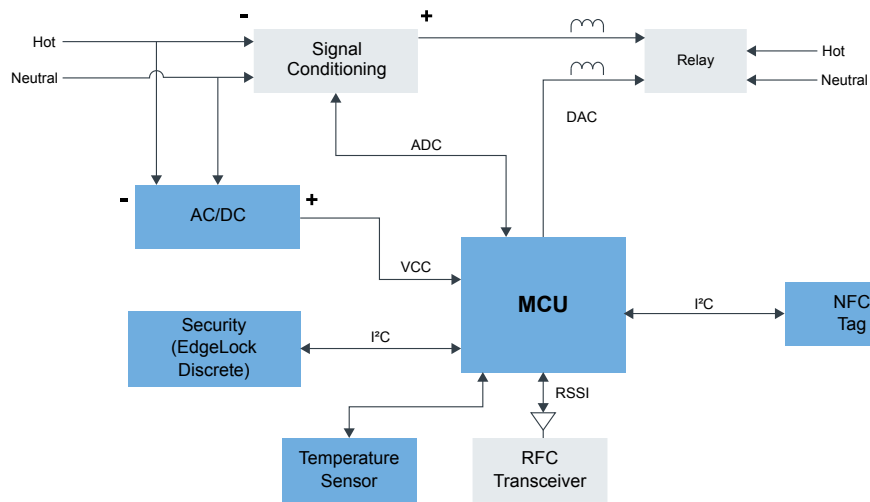 -
+
Hot
Signal
Conditioning
Relay
Hot
Neutral
Neutral
DAC
ADC
-
AC/DC
+
VCC
MCU
I²C
NFC
Tag
Security
(EdgeLock
Discrete)
I²C
RSSI
Temperature
Sensor
RFC
Transceiver